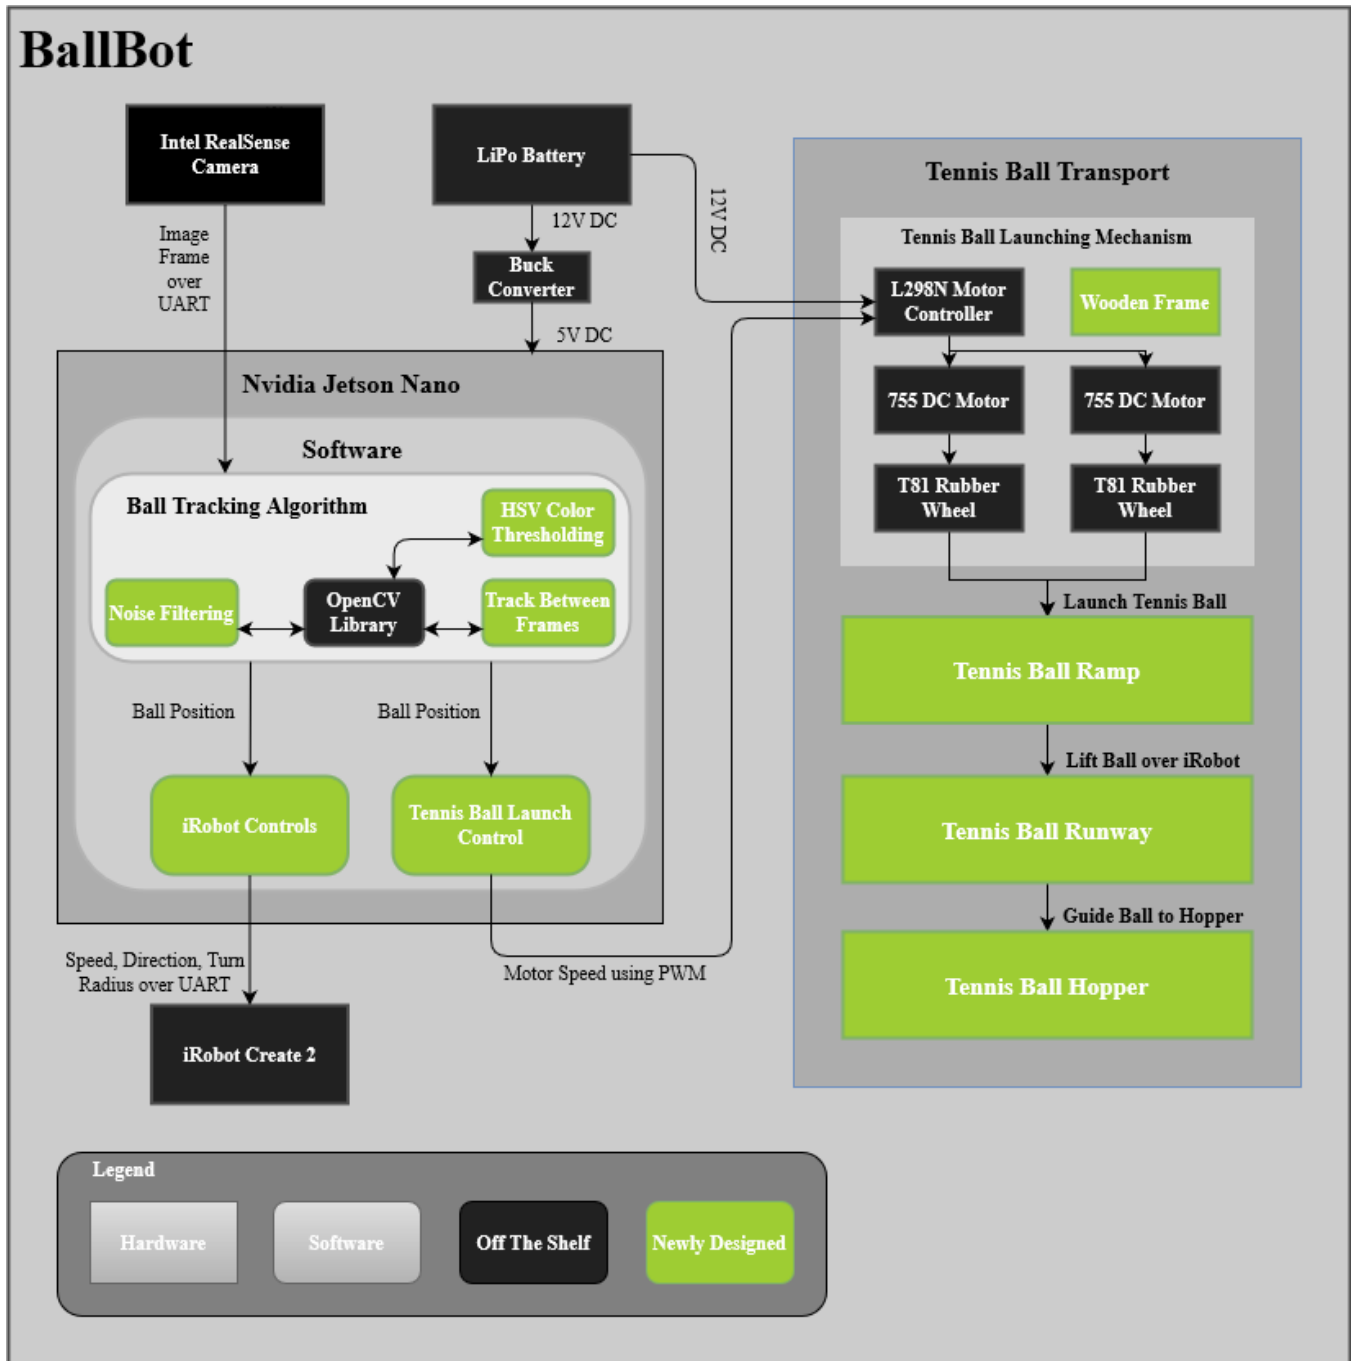 BallBot
Intel RealSense
Camera
LiPo Battery
Image
Frame
over
UART
12V DC
Buck
Converter
5V DC
12V DC
Nvidia Jetson Nano
Software
Ball Tracking Algorithm
HSV Color
Thresholding
Noise Filtering
OpenCV
Library
Track Between
Frames
Ball Position
Ball Position
iRobot Controls
Tennis Ball Launch
Control
Speed, Direction, Turn
Radius over UART
Motor Speed using PWM
iRobot Create 2
Tennis Ball Transport
Tennis Ball Launching Mechanism
L298N Motor
Controller
Wooden Frame
755 DC Motor
755 DC Motor
T81 Rubber
Wheel
T81 Rubber
Wheel
Launch Tennis Ball
Tennis Ball Ramp
Lift Ball over iRobot
Tennis Ball Runway
Guide Ball to Hopper
Tennis Ball Hopper
Legend
Hardware
Software
Off The Shelf
Newly Designed